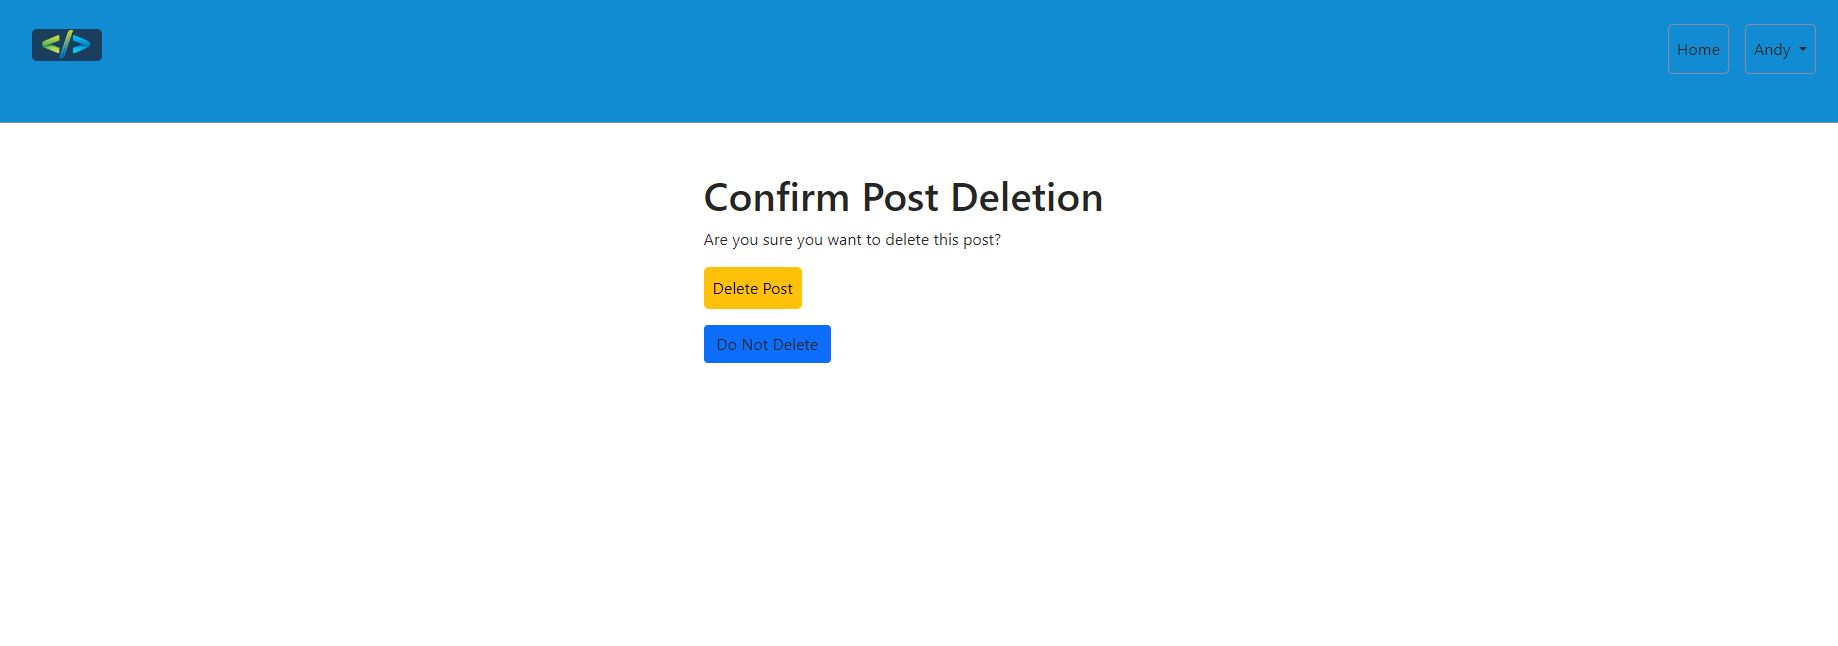 </>
Home
Andy
Confirm Post Deletion
Are you sure you want to delete this post?
Delete Post
Do Not Delete